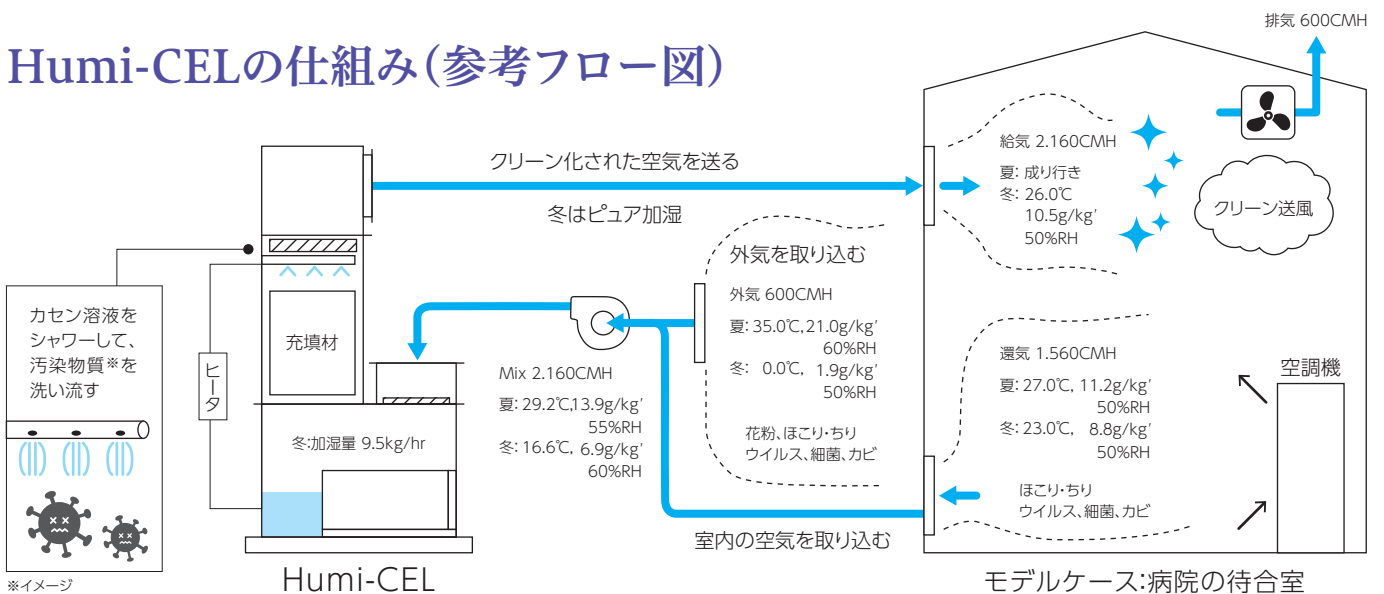 Humi-CELの仕組み（参考フロー図）
排気 600CMH
クリーン化された空気を送る
冬はピュア加湿
給気 2.160CMH
夏: 成り行き
冬: 26.0℃
10.5g/kg′
50%RH
クリーン送風
カセン溶液を
シャワーして、
汚染物質※を
洗い流す
※イメージ
ヒータ
充填材
冬:加湿量 9.5kg/hr
Humi-CEL
Mix 2.160CMH
夏: 29.2℃,13.9g/kg′
55%RH
冬: 16.6℃, 6.9g/kg′
60%RH
外気を取り込む
外気 600CMH
夏: 35.0℃,21.0g/kg′
60%RH
冬: 0.0℃, 1.9g/kg′
50%RH
花粉、ほこり・ちり
ウイルス、細菌、カビ
室内の空気を取り込む
還気 1.560CMH
夏: 27.0℃, 11.2g/kg′
50%RH
冬: 23.0℃, 8.8g/kg′
50%RH
ほこり・ちり
ウイルス、細菌、カビ
空調機
モデルケース:病院の待合室